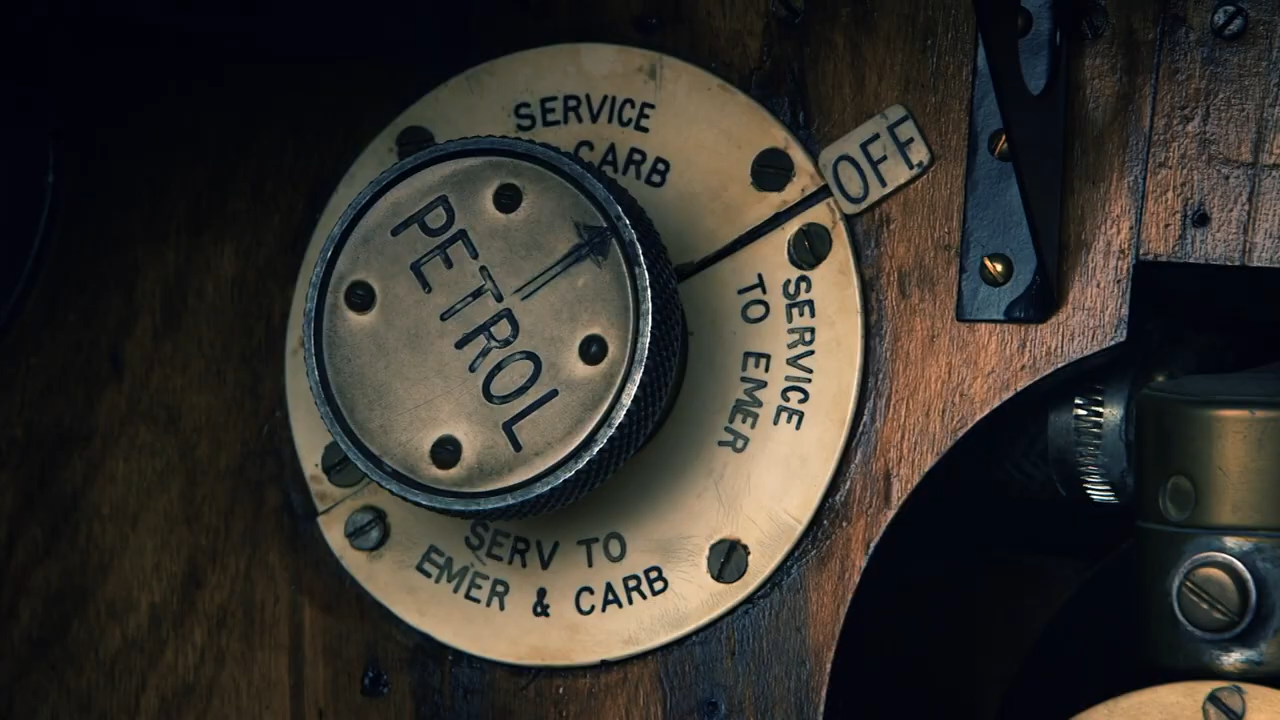 SERVICE
CARB
OFF
PETROL
SERVICE
TO EMER
SERV TO
EMER & CARB